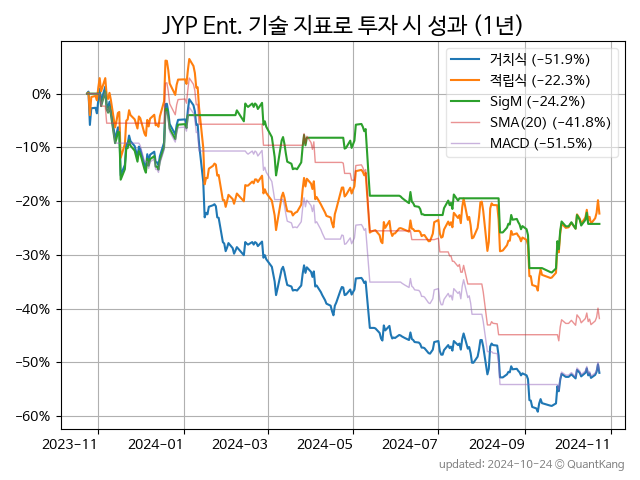 JYP Ent. 기술 지표로 투자 시 성과 (1년)
거치식 (−51.9%)
적립식 (−22.3%)
SigM (−24.2%)
SMA(20) (−41.8%)
MACD (−51.5%)
0%
−10%
−20%
−30%
−40%
−50%
−60%
2023−11 2024−01 2024−03 2024−05 2024−07 2024−09 2024−11
updated: 2024-10-24 @ QuantKang